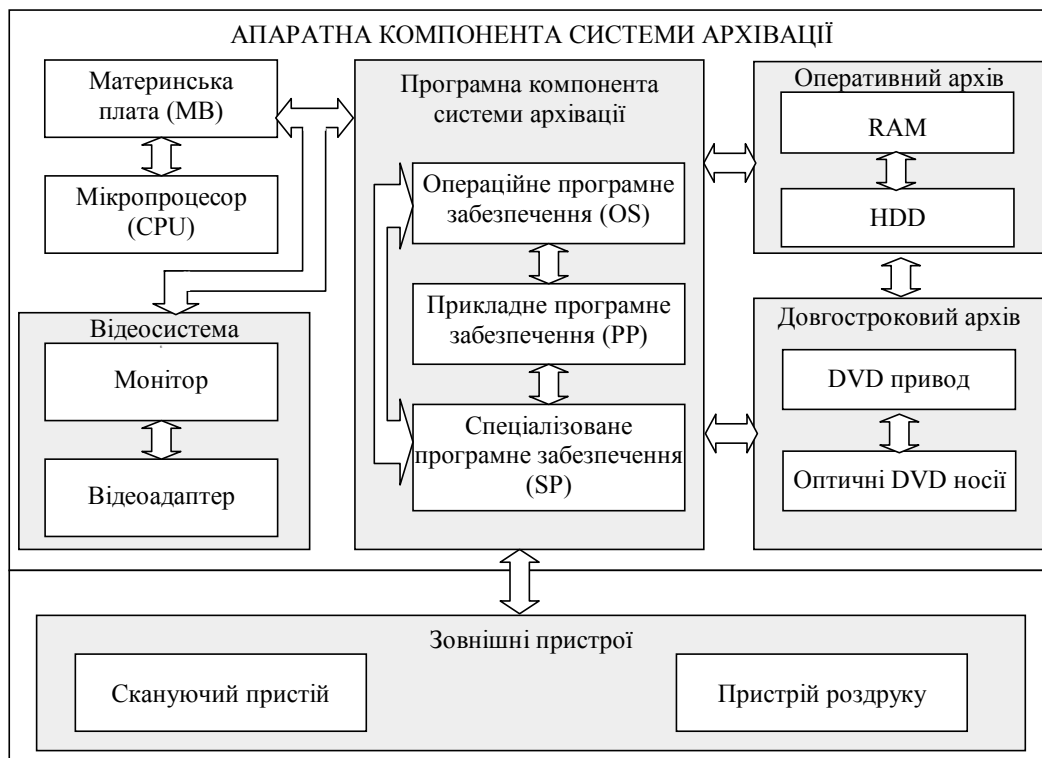 АПАРАТНА КОМПОНЕНТА СИСТЕМИ АРХІВАЦІЇ
Материнська
плата (MB)
Мікропроцесор
(CPU)
Відеосистема
Монітор
Відеоадаптер
Програмна компонента
системи архівації
Операційне програмне
забезпечення (OS)
Прикладне програмне
забезпечення (PP)
Спеціалізоване
програмне забезпечення
(SP)
Оперативний архів
RAM
HDD
Довгостроковий архів
DVD привод
Оптичні DVD носії
Зовнішні пристрої
Скануючий пристій
Пристрій роздруку